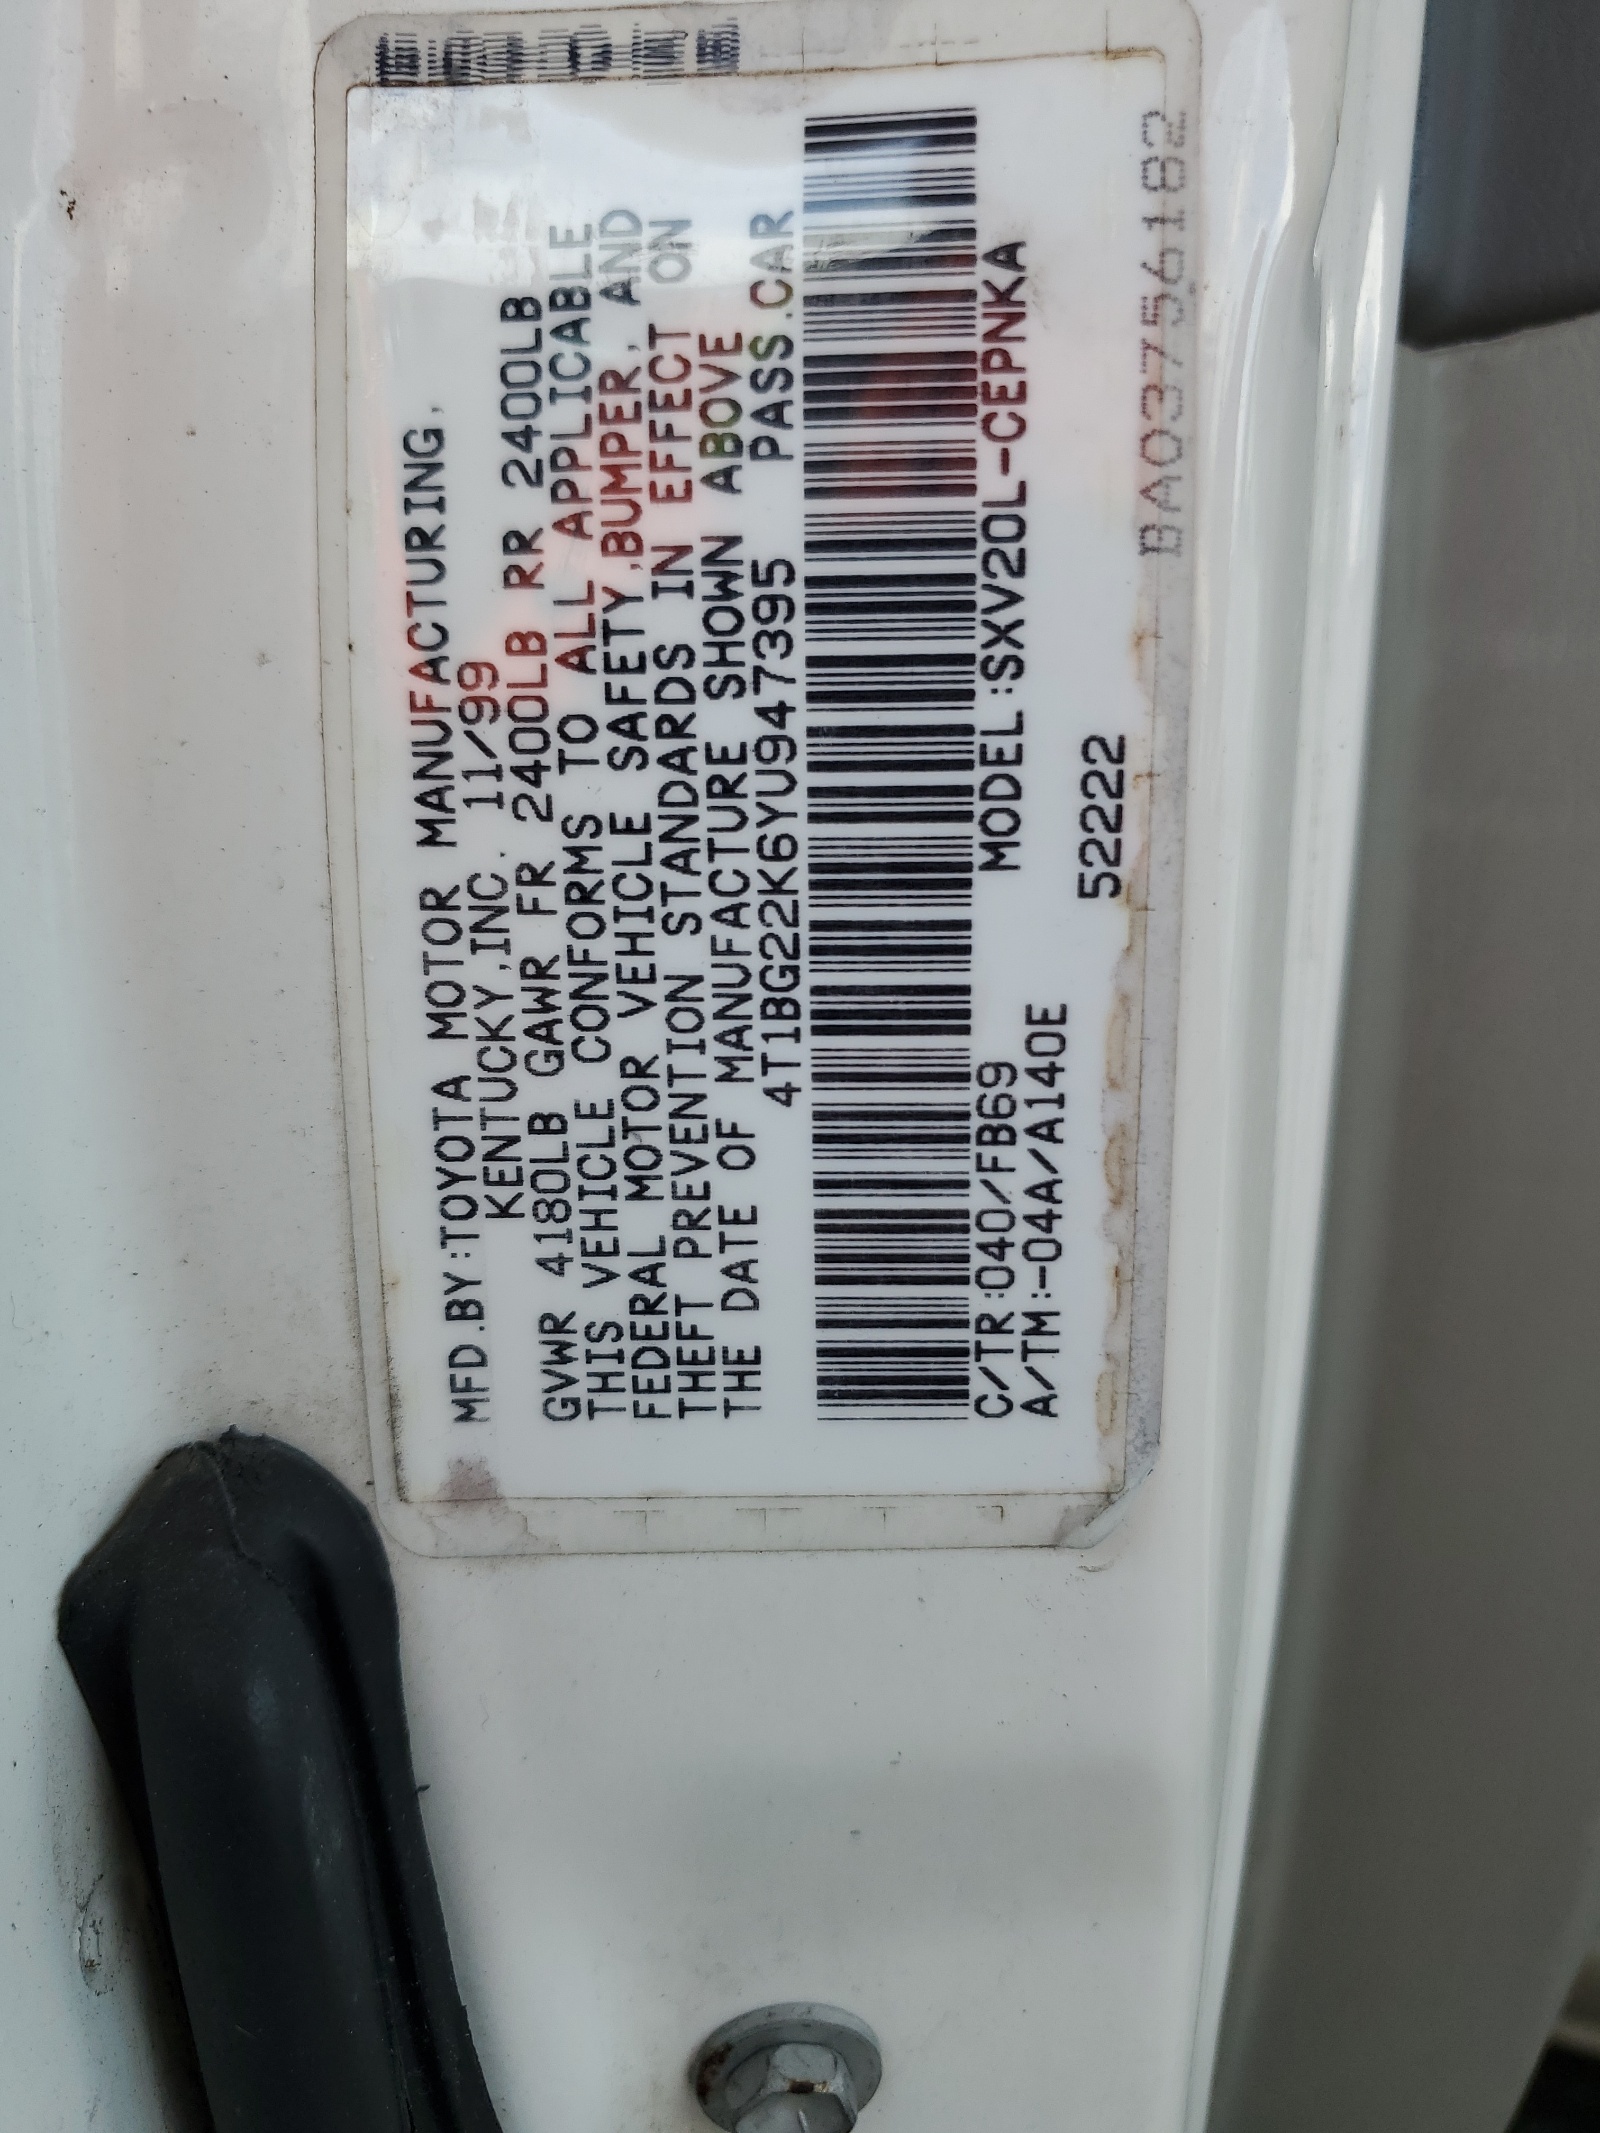 MFD.BY:TOYOTA MOTOR MANUFACTURING,
KENTUCKY,INC. 11/99
GVWR 4180LB GAWR FR 2400LB RR 2400LB
THIS VEHICLE CONFORMS TO ALL APPLICABLE
FEDERAL MOTOR VEHICLE SAFETY,BUMPER, AND
THEFT PREVENTION STANDARDS IN EFFECT ON
THE DATE OF MANUFACTURE SHOWN ABOVE
4T1BG22K6YU947395 PASS.CAR
C/TR:040/FB69 MODEL:SXV20L-CEPNKA
A/TM:-04A/A140E
52222
BA03756182